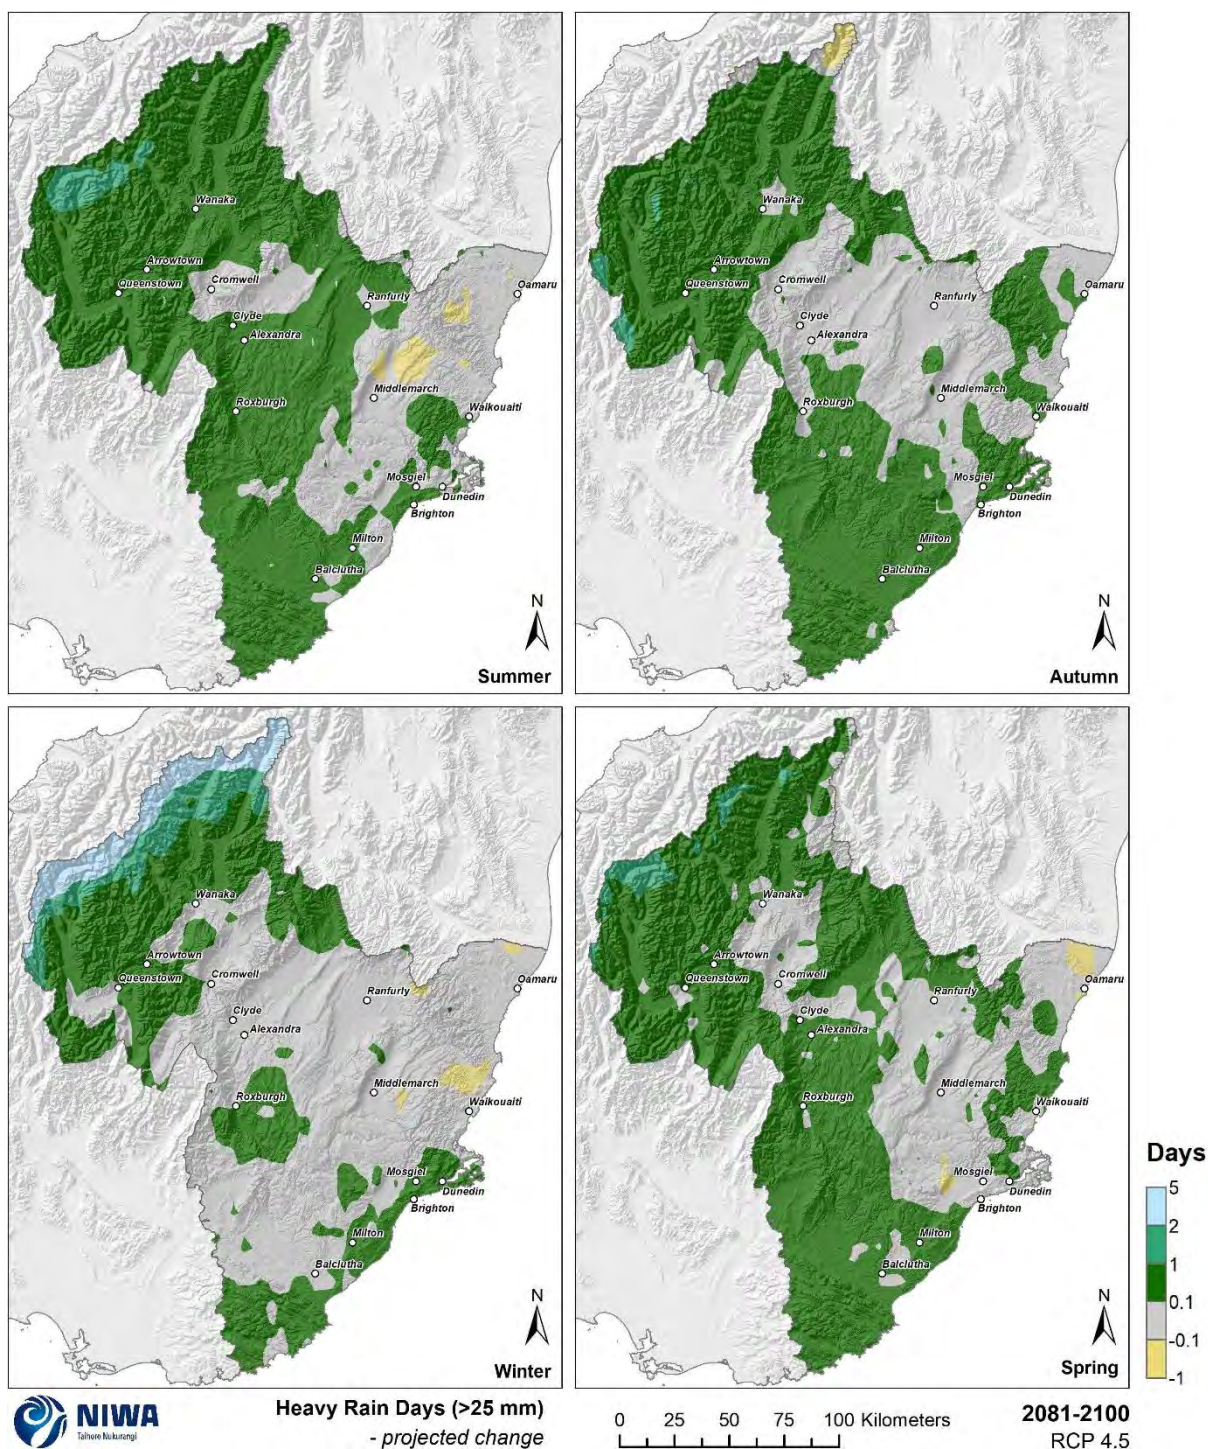 Wanaka
Arrowtown
Queenstown
Cromwell
Clyde
Alexandra
Ranfurly
Oamaru
Middlemarch
Roxburgh
Waikouaiti
Mosgiel
Dunedin
Brighton
Milton
Balclutha
N
Summer
Wanaka
Arrowtown
Queenstown
Cromwell
Clyde
Alexandra
Ranfurly
Oamaru
Middlemarch
Roxburgh
Waikouaiti
Mosgiel
Dunedin
Brighton
Milton
Balclutha
N
Autumn
Wanaka
Arrowtown
Queenstown
Cromwell
Clyde
Alexandra
Ranfurly
Oamaru
Middlemarch
Roxburgh
Waikouaiti
Mosgiel
Dunedin
Brighton
Milton
Balclutha
N
Winter
Wanaka
Arrowtown
Queenstown
Cromwell
Clyde
Alexandra
Ranfurly
Oamaru
Middlemarch
Roxburgh
Waikouaiti
Mosgiel
Dunedin
Brighton
Milton
Balclutha
N
Spring
Days
5
2
1
0.1
-0.1
-1
NIWA
Taihoro Nukurangi
Heavy Rain Days (>25 mm)
- projected change
0 25 50 75 100 Kilometers
2081-2100
RCP 4.5